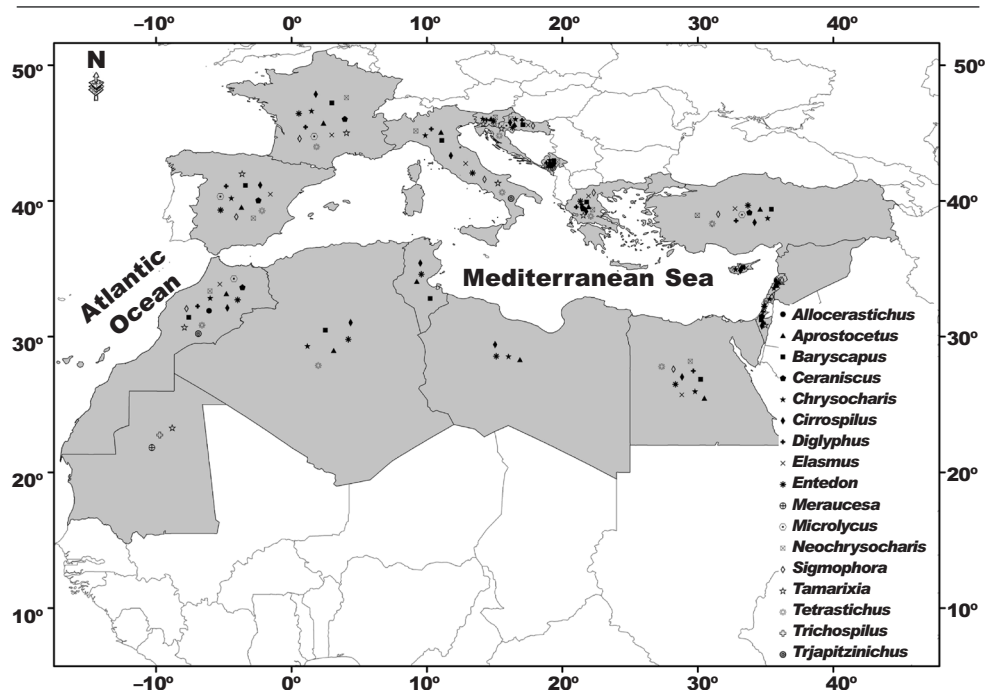 –10º 0º 10º 20º 30º 40º
50º 50º
N
40º 40º
Atlantic
Ocean
Mediterranean Sea
30º 30º
20º 20º
10º 10º
Allocerastichus
Aprostocetus
Baryscapus
Ceraniscus
Chrysocharis
Cirrospilus
Diglyphus
Elasmus
Entedon
Meraucesa
Microlycus
Neochrysocharis
Sigmophora
Tamarixia
Tetrastichus
Trichospilus
Trjapitzinichus
–10º 0º 10º 20º 30º 40º